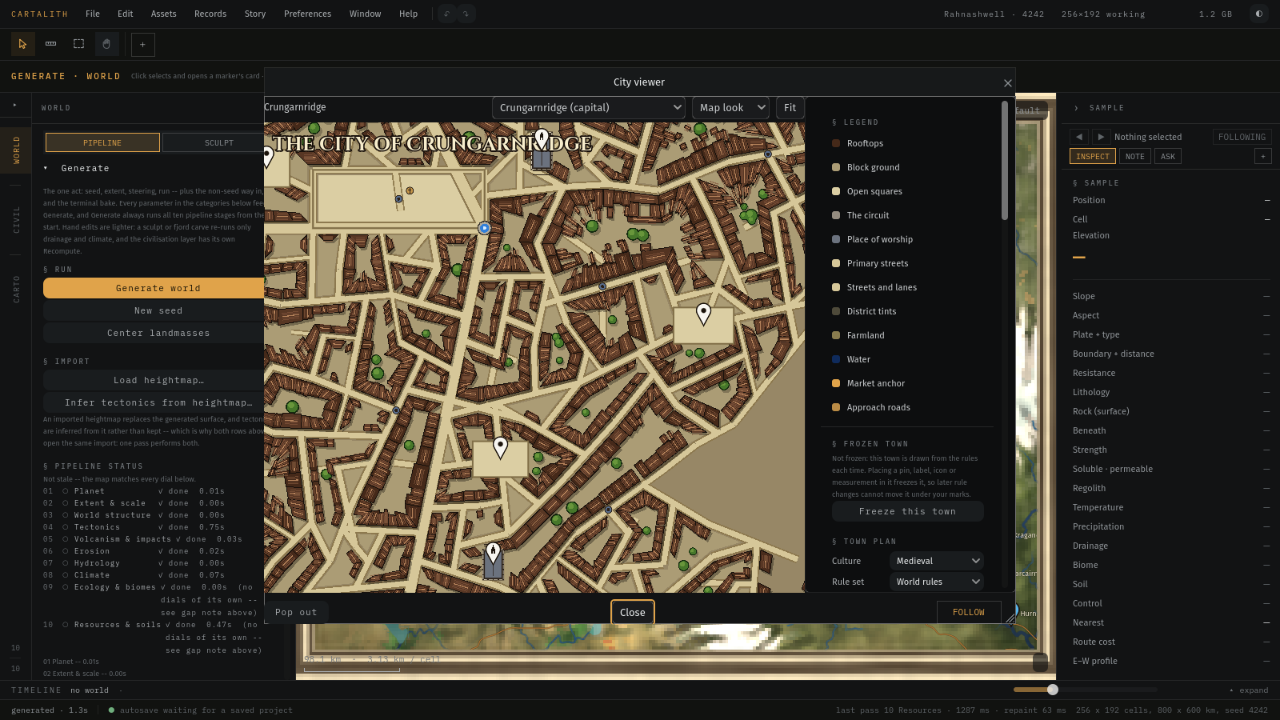 CARTALITH File Edit Assets Records Story Preferences Window Help Rahnashwell · 4242 256×192 working 1.2 GB
+
GENERATE · WORLD Click selects and opens a marker's card
City viewer ×
WORLD
PIPELINE SCULPT
▾ Generate
The one act: seed, extent, steering, run — plus the non-seed way in,
and the terminal bake. Every parameter in the categories below fee
Generate, and Generate always runs all ten pipeline stages from the
start. Hand edits are lighter: a sculpt or fjord carve re-runs only
drainage and climate, and the civilisation layer has its own
Recompute.
§ RUN
Generate world
New seed
Center landmasses
§ IMPORT
Load heightmap…
Infer tectonics from heightmap…
An imported heightmap replaces the generated surface, and tecton
are inferred from it rather than kept — which is why both rows abov
open the same import: one pass performs both.
§ PIPELINE STATUS
Not stale — the map matches every dial below.
01 ○ Planet √ done 0.01s
02 ○ Extent & scale √ done 0.00s
03 ○ World structure √ done 0.00s
04 ○ Tectonics √ done 0.75s
05 ○ Volcanism & impacts √ done 0.03s
06 ○ Erosion √ done 0.02s
07 ○ Hydrology √ done 0.00s
08 ○ Climate √ done 0.07s
09 ○ Ecology & biomes √ done 0.00s (no
dials of its own --
see gap note above)
10 ○ Resources & soils √ done 0.47s (no
dials of its own --
see gap note above)
01 Planet — 0.01s
02 Extent & scale — 0.00s
WORLD
CIVIL
CARTO
10
10
Crungarnridge Crungarnridge (capital) Map look Fit
THE CITY OF CRUNGARNRIDGE
§ LEGEND
Rooftops
Block ground
Open squares
The circuit
Place of worship
Primary streets
Streets and lanes
District tints
Farmland
Water
Market anchor
Approach roads
§ FROZEN TOWN
Not frozen: this town is drawn from the rules
each time. Placing a pin, label, icon or
measurement in it freezes it, so later rule
changes cannot move it under your marks.
Freeze this town
§ TOWN PLAN
Culture Medieval
Rule set World rules
Pop out Close FOLLOW
› SAMPLE
◀ ▶ Nothing selected FOLLOWING
INSPECT NOTE ASK +
§ SAMPLE
Position –
Cell –
Elevation
—
Slope —
Aspect —
Plate + type —
Boundary + distance —
Resistance —
Lithology —
Rock (surface) —
Beneath —
Strength —
Soluble · permeable —
Regolith —
Temperature —
Precipitation —
Drainage —
Biome —
Soil —
Control —
Nearest —
Route cost —
E–W profile —
Hurn
TIMELINE no world · • expand
generated · 1.3s autosave waiting for a saved project last pass 10 Resources · 1287 ms · repaint 63 ms 256 x 192 cells, 800 x 600 km, seed 4242